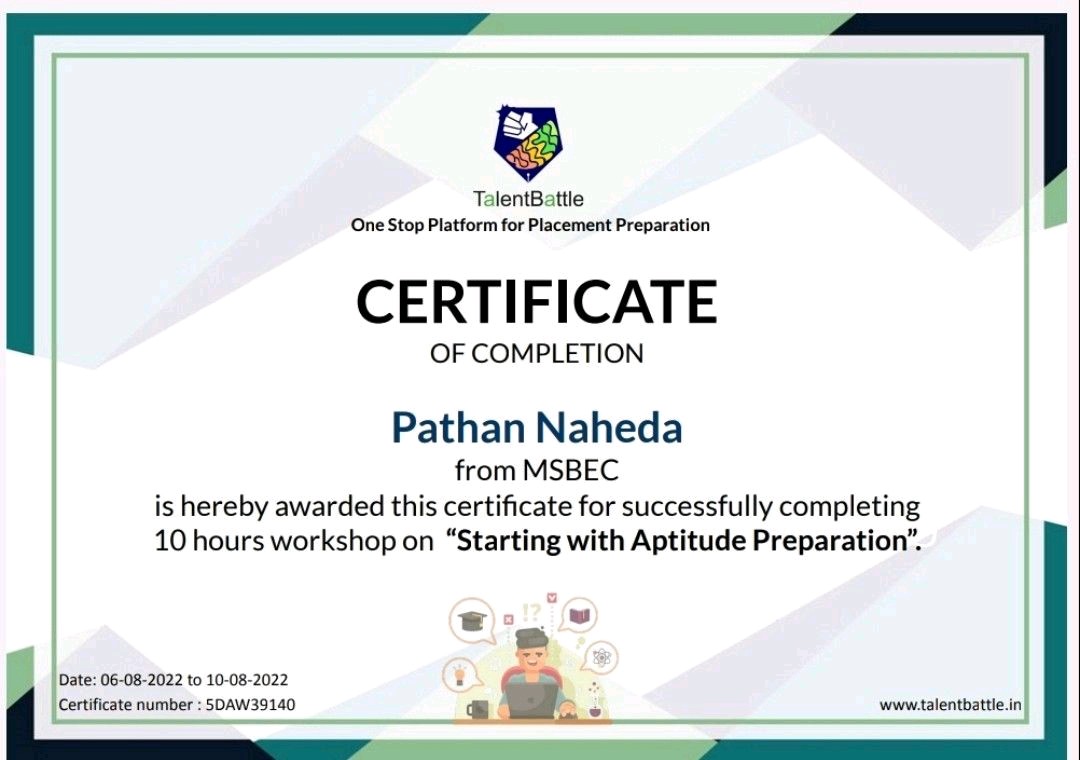 TalentBattle
One Stop Platform for Placement Preparation
CERTIFICATE
OF COMPLETION
Pathan Naheda
from MSBEC
is hereby awarded this certificate for successfully completing
10 hours workshop on “Starting with Aptitude Preparation”.
!?
Date: 06-08-2022 to 10-08-2022
Certificate number : 5DAW39140
www.talentbattle.in